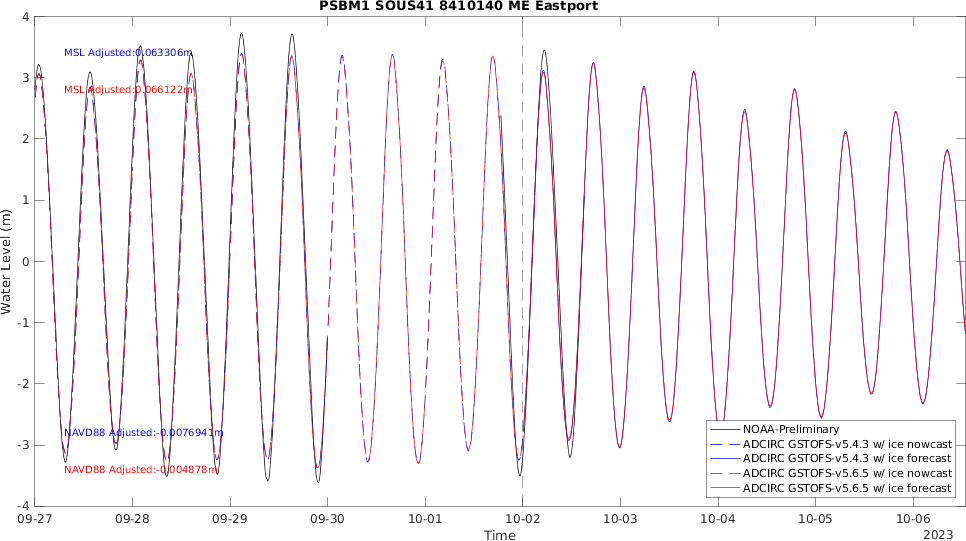 PSBM1 SOUS41 8410140 ME Eastport
4
3
2
1
0
-1
-2
-3
-4
Water Level (m)
MSL Adjusted:0.063306m
MSL Adjusted:0.066122m
NAVD88 Adjusted:-0.0076941m
NAVD88 Adjusted:-0.004878m
NOAA-Preliminary
ADCIRC GSTOFS-v5.4.3 w/ ice nowcast
ADCIRC GSTOFS-v5.4.3 w/ ice forecast
ADCIRC GSTOFS-v5.6.5 w/ ice nowcast
ADCIRC GSTOFS-v5.6.5 w/ ice forecast
09-27 09-28 09-29 09-30 10-01 10-02 10-03 10-04 10-05 10-06
Time
2023